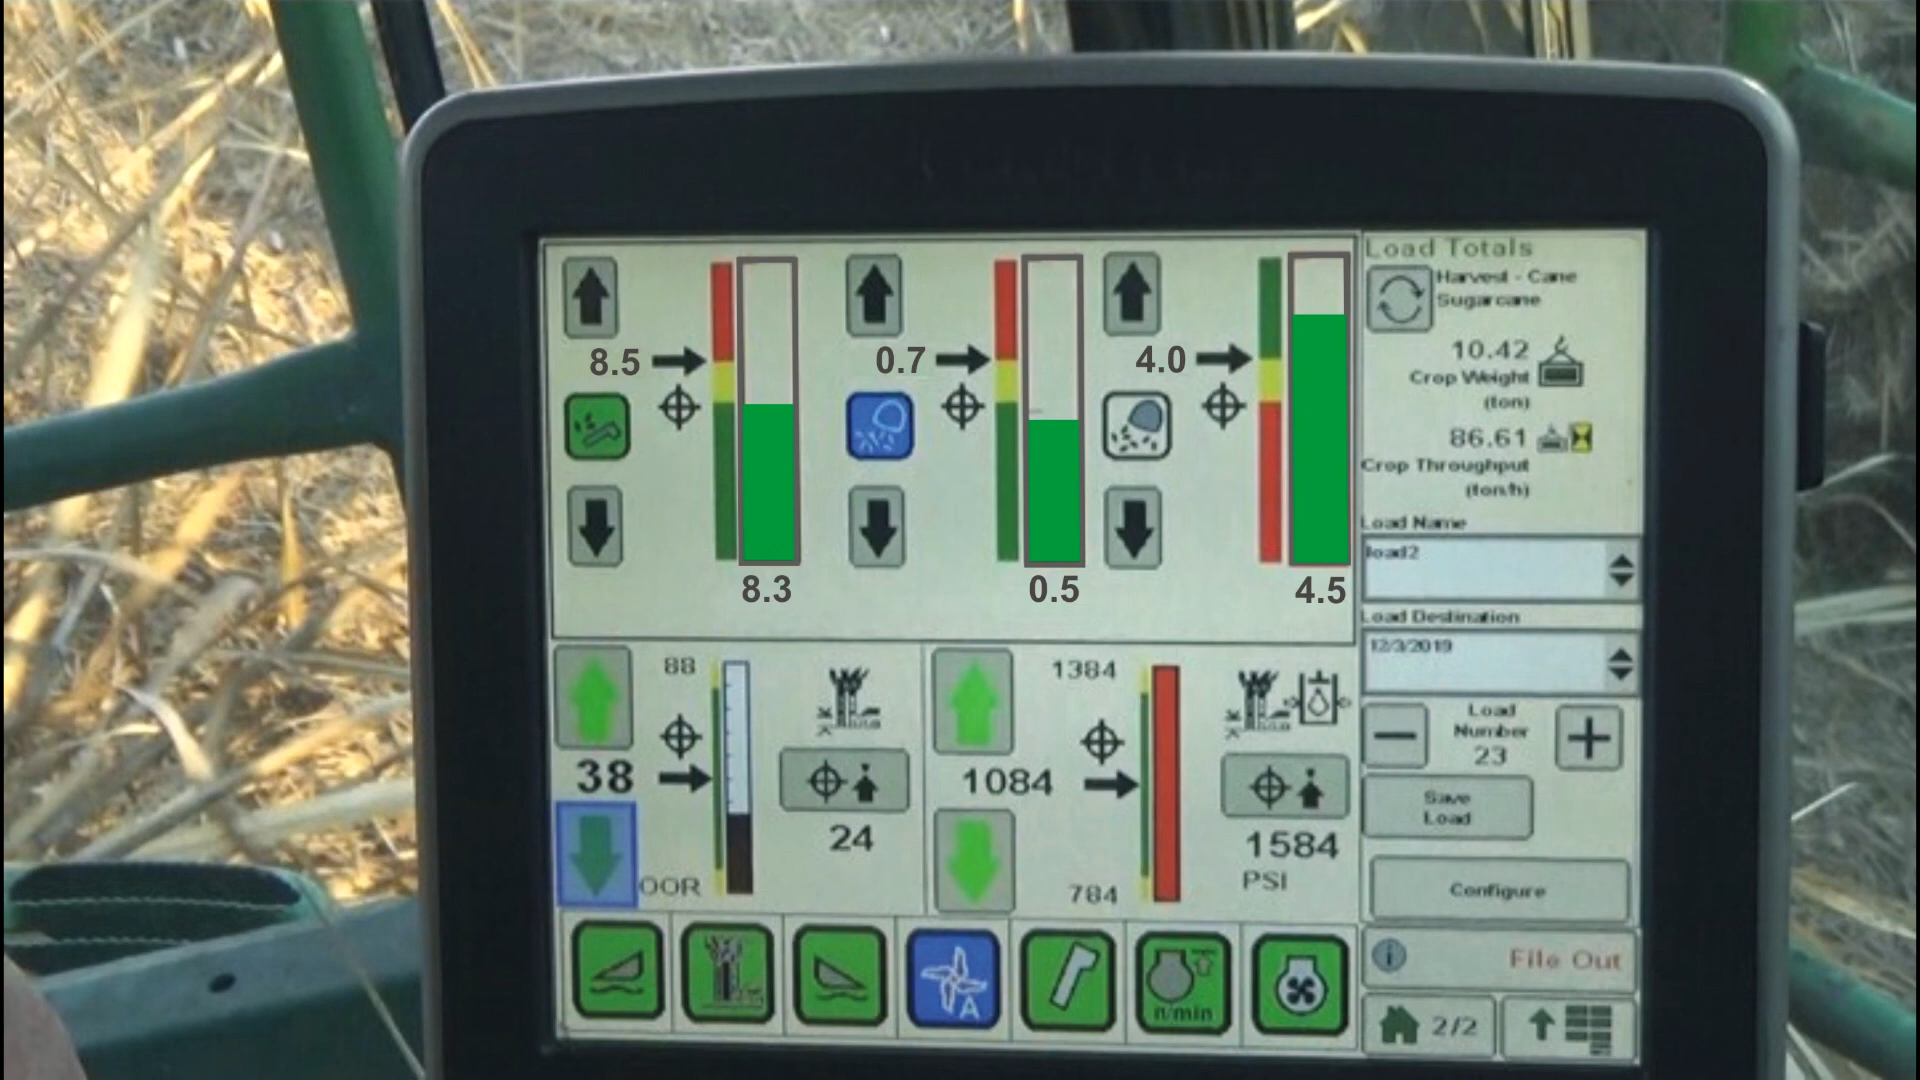 8.5
0.7
4.0
8.3
0.5
4.5
88
38
OOR
24
1384
1084
784
1584
PSI
A
n/min
Load Totals
Harvest - Cane
Sugarcane
10.42
Crop Weight
(ton)
86.61
Crop Throughput
(ton/h)
Load Name
load2
Load Destination
12/3/2019
Load
Number
23
Save
Load
Configure
File Out
2/2